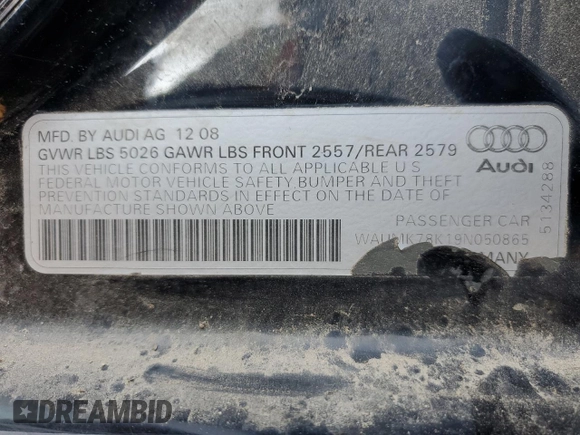 MFD. BY AUDI AG 12 08
GVWR LBS 5026 GAWR LBS FRONT 2557/REAR 2579
THIS VEHICLE CONFORMS TO ALL APPLICABLE U S
FEDERAL MOTOR VEHICLE SAFETY BUMPER AND THEFT
PREVENTION STANDARDS IN EFFECT ON THE DATE OF
MANUFACTURE SHOWN ABOVE
PASSENGER CAR
Audi
5134288
DREAMBID